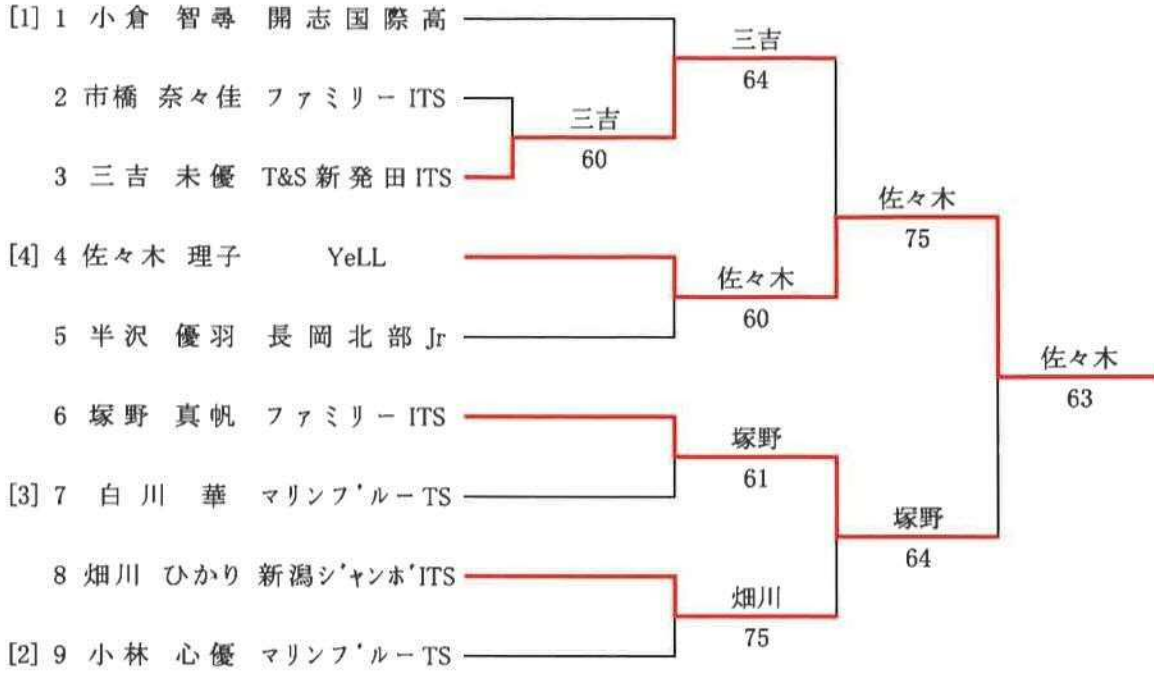 [1] 1 小倉 智尋 開志国際高
三吉
64
2 市橋 奈々佳 ファミリーITS
三吉
60
3 三吉 未優 T&S新発田ITS
佐々木
75
[4] 4 佐々木 理子 YeLL
佐々木
60
5 半沢 優羽 長岡北部Jr
佐々木
63
6 塚野 真帆 ファミリーITS
塚野
61
[3] 7 白川 華 マリンブルーTS
塚野
64
8 畑川 ひかり 新潟ジャンボITS
畑川
75
[2] 9 小林 心優 マリンブルーTS